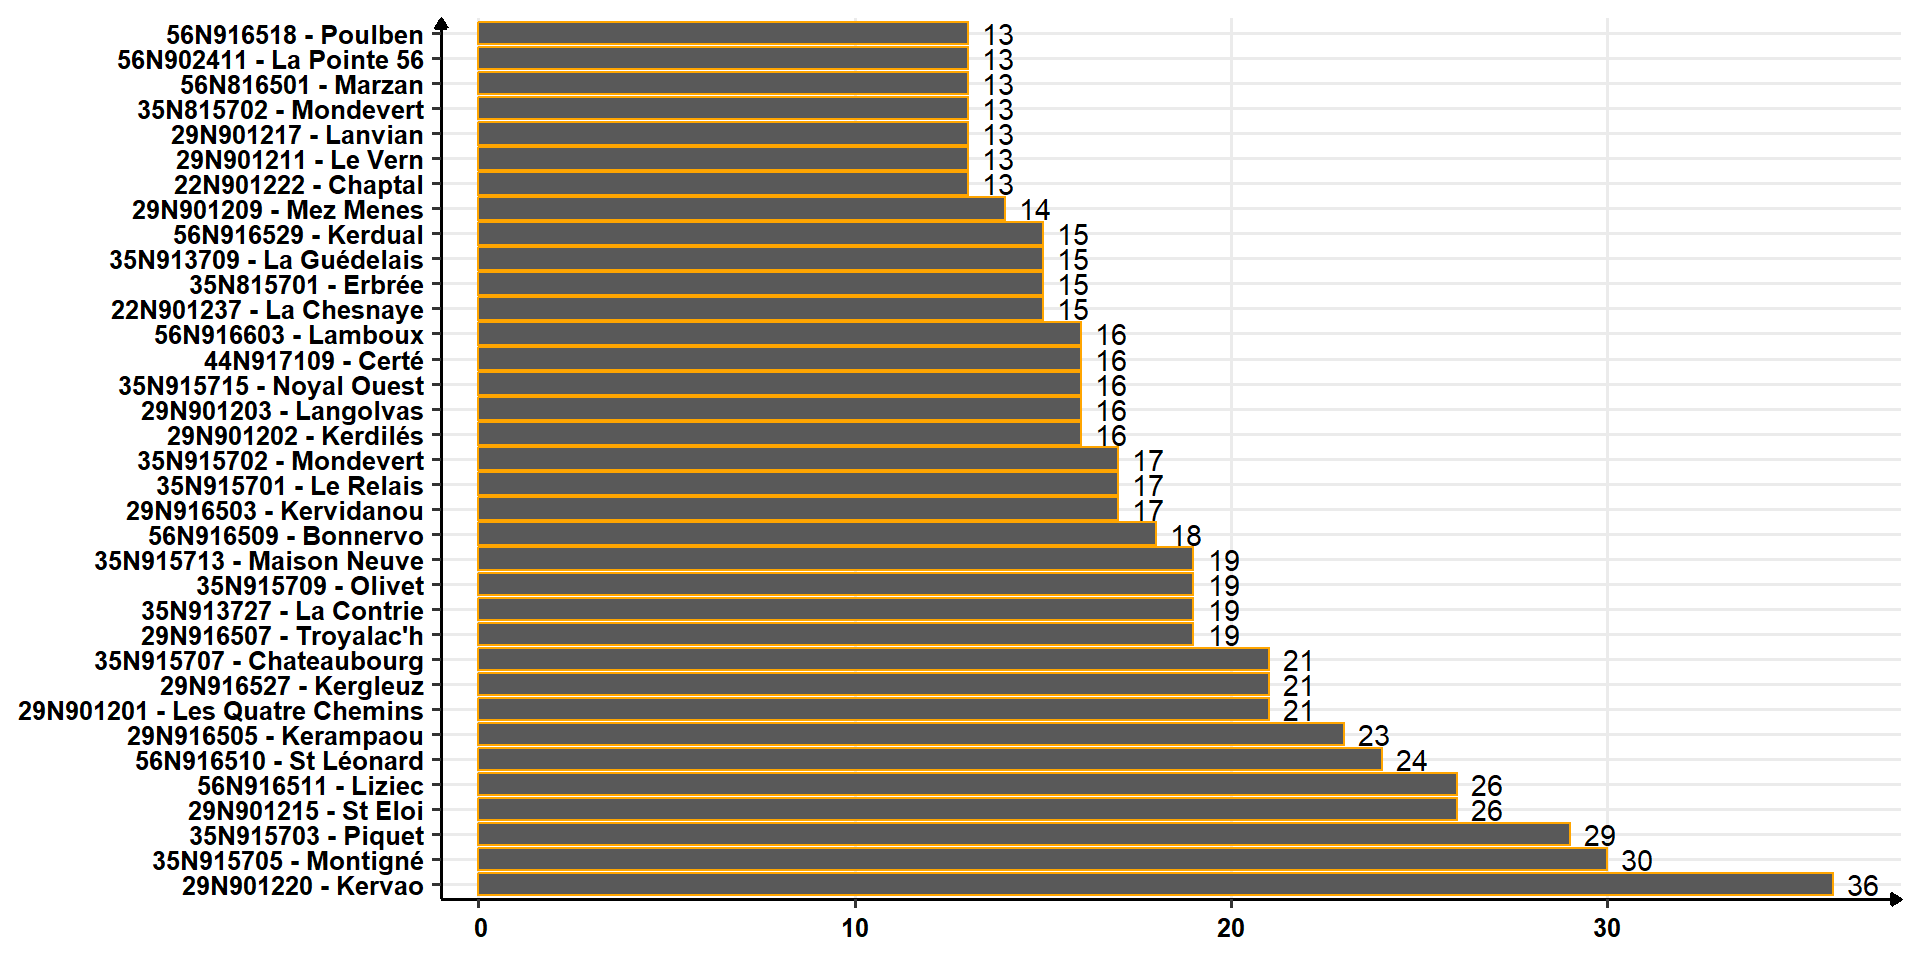 56N916518 - Poulben 13
56N902411 - La Pointe 56 13
56N816501 - Marzan 13
35N815702 - Mondevert 13
29N901217 - Lanvian 13
29N901211 - Le Vern 13
22N901222 - Chaptal 13
29N901209 - Mez Menes 14
56N916529 - Kerdual 15
35N913709 - La Guédelais 15
35N815701 - Erbrée 15
22N901237 - La Chesnaye 15
56N916603 - Lamboux 16
44N917109 - Certé 16
35N915715 - Noyal Ouest 16
29N901203 - Langolvas 16
29N901202 - Kerdilés 16
35N915702 - Mondevert 17
35N915701 - Le Relais 17
29N916503 - Kervidanou 17
56N916509 - Bonnervo 18
35N915713 - Maison Neuve 19
35N915709 - Olivet 19
35N913727 - La Contrie 19
29N916507 - Troyalac'h 19
35N915707 - Chateaubourg 21
29N916527 - Kergleuz 21
29N901201 - Les Quatre Chemins 21
29N916505 - Kerampaou 23
56N916510 - St Léonard 24
56N916511 - Liziec 26
29N901215 - St Eloi 26
35N915703 - Piquet 29
35N915705 - Montigné 30
29N901220 - Kervao 36
0 10 20 30